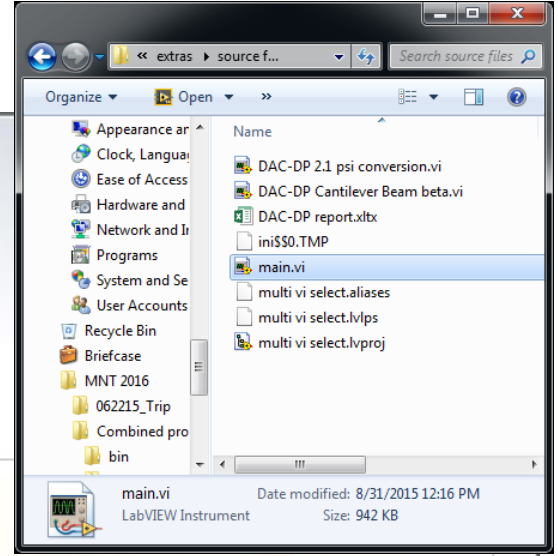 « extras ▸ source f...
Search source files
Organize ▾ Open ▾ »
Appearance ar
Clock, Langua
Ease of Access
Hardware and
Network and Ir
Programs
System and Se
User Accounts
Recycle Bin
Briefcase
MNT 2016
062215_Trip
Combined pro
bin
Name
DAC-DP 2.1 psi conversion.vi
DAC-DP Cantilever Beam beta.vi
DAC-DP report.xltx
ini$$0.TMP
main.vi
multi vi select.aliases
multi vi select.lvlps
multi vi select.lvproj
main.vi Date modified: 8/31/2015 12:16 PM
LabVIEW Instrument Size: 942 KB